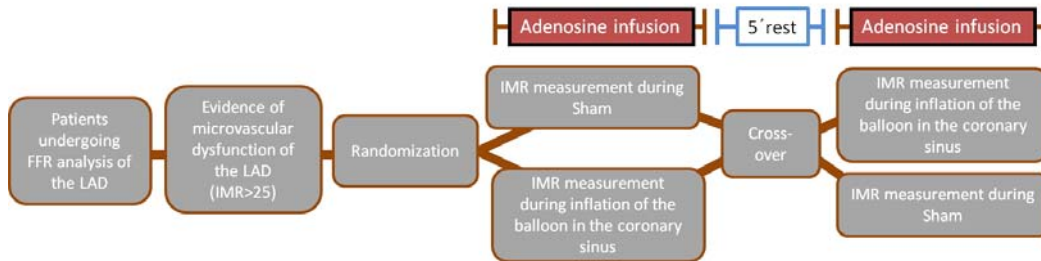 Adenosine infusion
5´rest
Adenosine infusion
Patients
undergoing
FFR analysis of
the LAD
Evidence of
microvascular
dysfunction of
the LAD
(IMR>25)
Randomization
IMR measurement during
Sham
IMR measurement
during inflation of the
balloon in the coronary
sinus
Cross-
over
IMR measurement
during inflation of the
balloon in the coronary
sinus
IMR measurement during
Sham